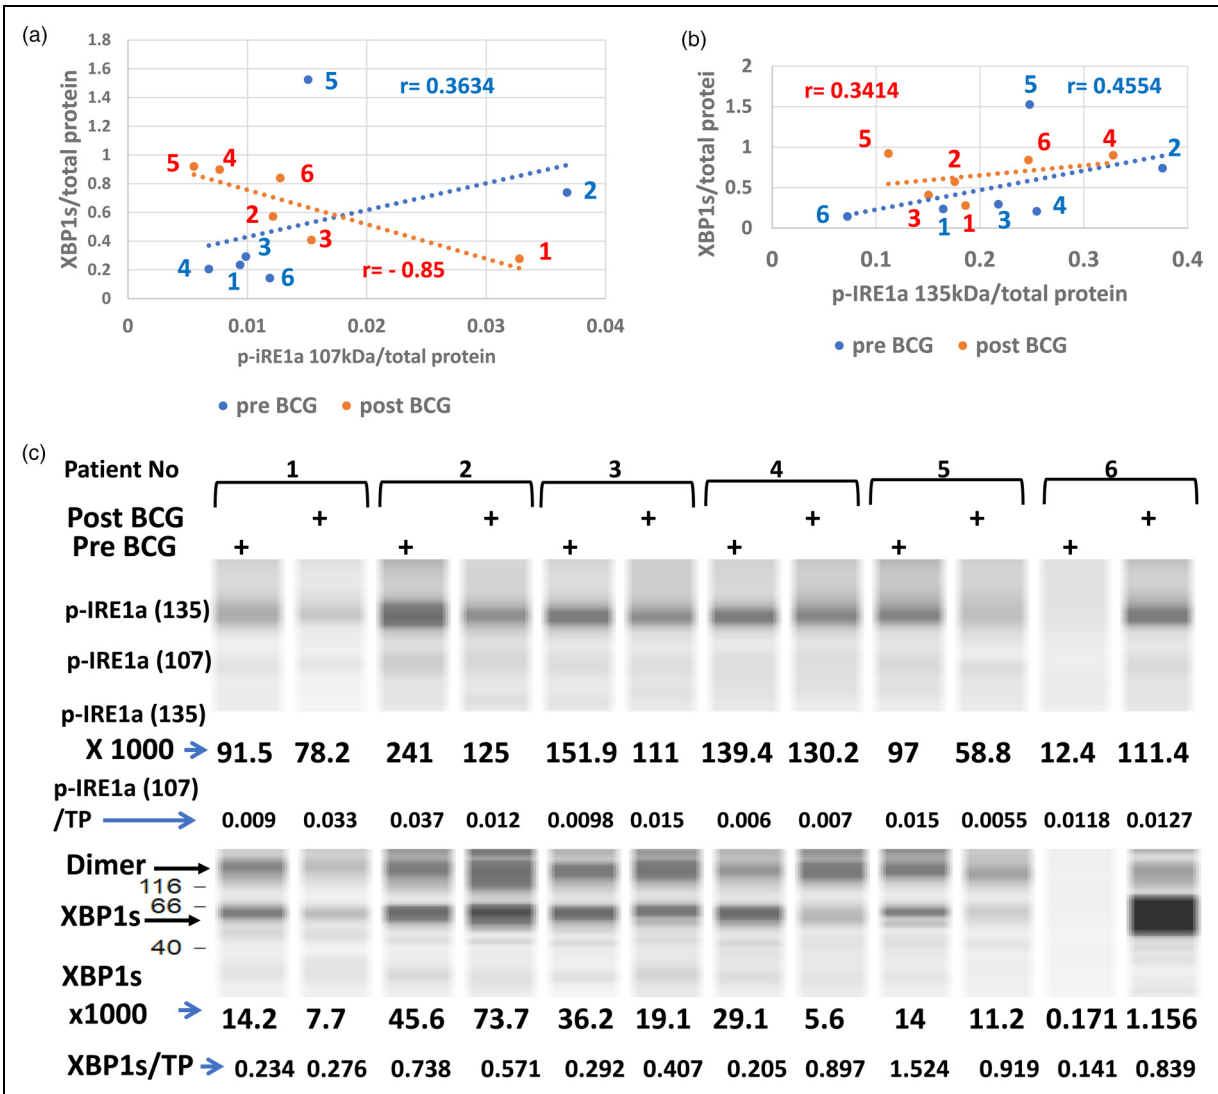 (a)
1.8
1.6
1.4
1.2
1
0.8
0.6
0.4
0.2
0
XBP1s/total protein
5
r= 0.3634
5
4
6
2
2
3
3
1
4
1
6
r= - 0.85
0 0.01 0.02 0.03 0.04
p-iRE1a 107kDa/total protein
pre BCG post BCG
(b)
2
1.5
1
0.5
0
XBP1s/total protei
r= 0.3414
5
r= 0.4554
5
2
6
4
2
6
3
1
1
3
4
0 0.1 0.2 0.3 0.4
p-IRE1a 135kDa/total protein
pre BCG post BCG
(c)
Patient No 1 2 3 4 5 6
Post BCG + + + + + +
Pre BCG + + + + + +
p-IRE1a (135)
p-IRE1a (107)
p-IRE1a (135)
X 1000 91.5 78.2 241 125 151.9 111 139.4 130.2 97 58.8 12.4 111.4
p-IRE1a (107)
/TP 0.009 0.033 0.037 0.012 0.0098 0.015 0.006 0.007 0.015 0.0055 0.0118 0.0127
Dimer
116
66
XBP1s
40
XBP1s
x1000 14.2 7.7 45.6 73.7 36.2 19.1 29.1 5.6 14 11.2 0.171 1.156
XBP1s/TP 0.234 0.276 0.738 0.571 0.292 0.407 0.205 0.897 1.524 0.919 0.141 0.839